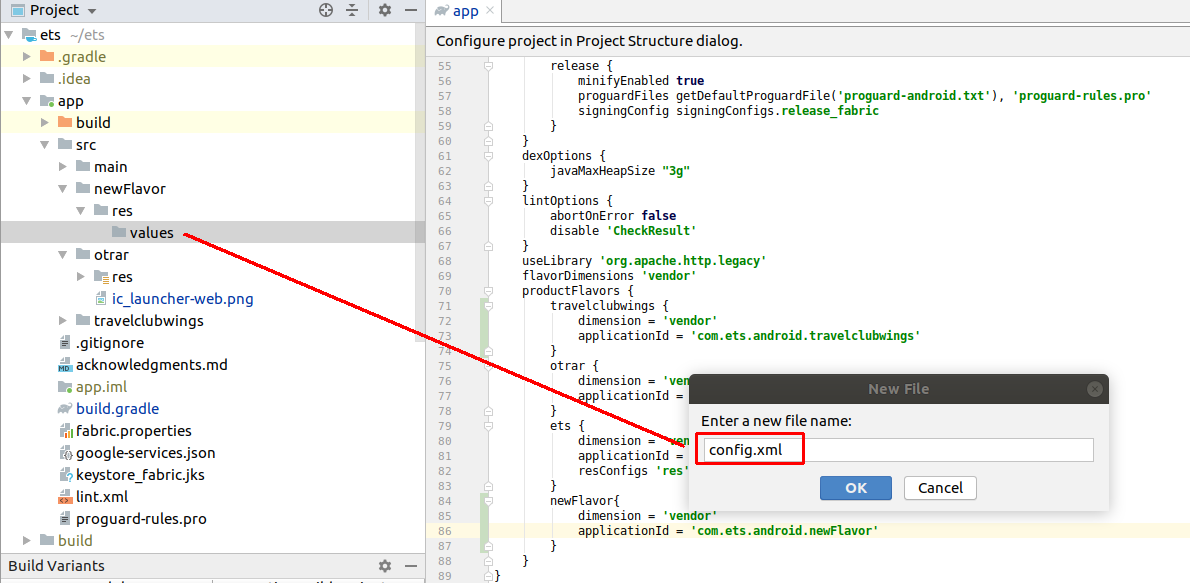 Project
ets ~/ets
.gradle
.idea
app
build
src
main
newFlavor
res
values
otrar
res
ic_launcher-web.png
travelclubwings
.gitignore
acknowledgments.md
app.iml
build.gradle
fabric.properties
google-services.json
keystore_fabric.jks
lint.xml
proguard-rules.pro
build
Build Variants
app
Configure project in Project Structure dialog.
55 release {
56 minifyEnabled true
57 proguardFiles getDefaultProguardFile('proguard-android.txt'), 'proguard-rules.pro'
58 signingConfig signingConfigs.release_fabric
59 }
60 }
61 dexOptions {
62 javaMaxHeapSize "3g"
63 }
64 lintOptions {
65 abortOnError false
66 disable 'CheckResult'
67 }
68 useLibrary 'org.apache.http.legacy'
69 flavorDimensions 'vendor'
70 productFlavors {
71 travelclubwings {
72 dimension = 'vendor'
73 applicationId = 'com.ets.android.travelclubwings'
74 }
75 otrar {
76 dimension = 'ven
77 applicationId =
78 }
79 ets {
80 dimension = 'ven
81 applicationId =
82 resConfigs 'res'
83 }
84 newFlavor{
85 dimension = 'vendor'
86 applicationId = 'com.ets.android.newFlavor'
87 }
88 }
89 }
New File
Enter a new file name:
config.xml
OK Cancel